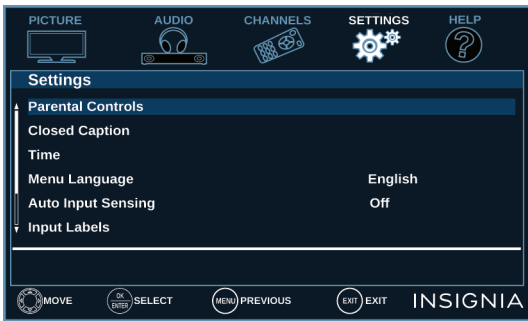 PICTURE AUDIO CHANNELS SETTINGS HELP
Settings
Parental Controls
Closed Caption
Time
Menu Language English
Auto Input Sensing Off
Input Labels
MOVE OK ENTER SELECT MENU PREVIOUS EXIT EXIT INSIGNIA